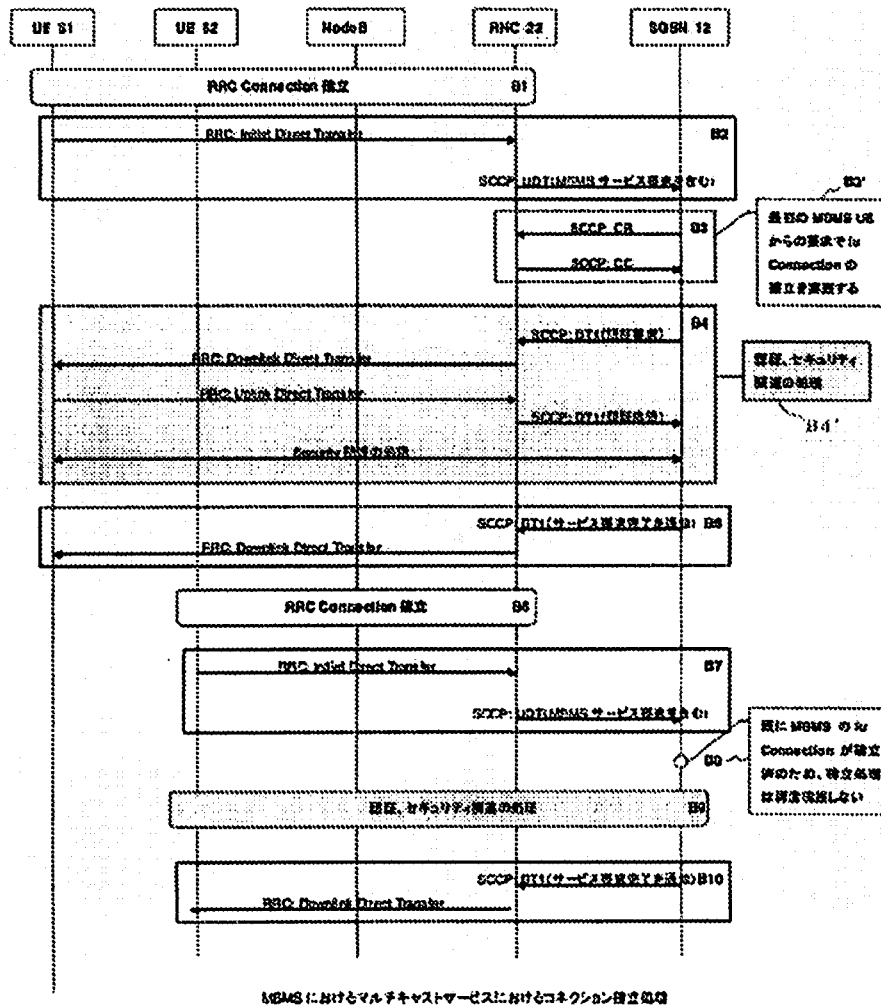 UE 51
UE 52
NodeB
RNC 22
SGSN 12
RRC Connection 確立 B1
RRC: Initial Direct Transfer
B2
SCCP: UDT(MBMS サービス要求を含む)
B3'
SCCP: CR B3
SCCP: CC
最初の MBMS UE
からの要求で Iu
Connection の
確立を実施する
B4
SCCP: DT1(認証要求)
RRC: Downlink Direct Transfer
RRC: Uplink Direct Transfer
SCCP: DT1(認証応答)
Security 関連の処理
認証、セキュリティ
関連の処理
B4'
SCCP: DT1(サービス要求完了を通知) B5
RRC: Downlink Direct Transfer
RRC Connection 確立 B6
RRC: Initial Direct Transfer
B7
SCCP: UDT(MBMS サービス要求を含む)
B8
既に MBMS の Iu
Connection が確立
済のため、確立処理
は再度実施しない
認証、セキュリティ関連の処理 B9
SCCP: DT1(サービス要求完了を通知) B10
RRC: Downlink Direct Transfer
MBMS におけるマルチキャストサービスにおけるコネクション確立処理